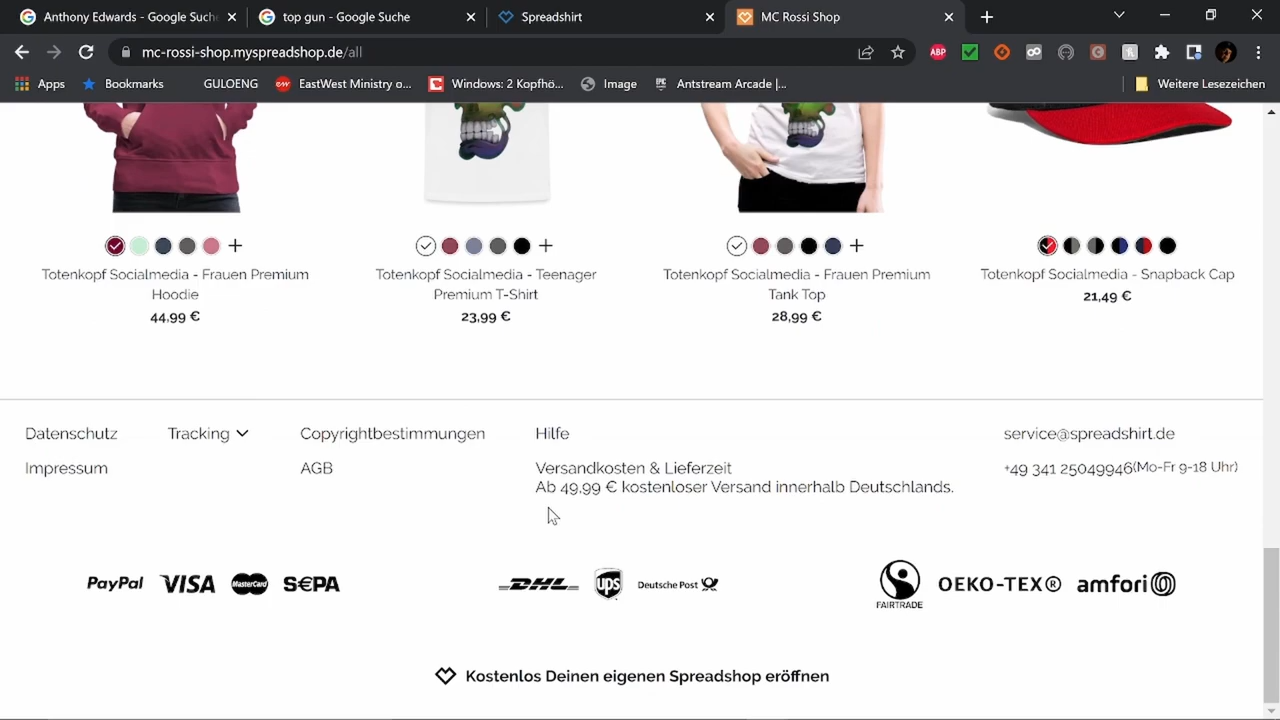 Anthony Edwards - Google Suche
top gun - Google Suche
Spreadshirt
MC Rossi Shop
mc-rossi-shop.myspreadshop.de/all
ABP
Apps
Bookmarks
GULOENG
EastWest Ministry o...
Windows: 2 Kopfhö...
Image
Antstream Arcade |...
Weitere Lesezeichen
Totenkopf Socialmedia - Frauen Premium
Hoodie
44,99 €
Totenkopf Socialmedia - Teenager
Premium T-Shirt
23,99 €
Totenkopf Socialmedia - Frauen Premium
Tank Top
28,99 €
Totenkopf Socialmedia - Snapback Cap
21,49 €
Datenschutz
Tracking
Copyrightbestimmungen
Hilfe
service@spreadshirt.de
Impressum
AGB
Versandkosten & Lieferzeit
Ab 49,99 € kostenloser Versand innerhalb Deutschlands.
+49 341 25049946(Mo-Fr 9-18 Uhr)
PayPal VISA MasterCard S€PA
DHL ups Deutsche Post
FAIRTRADE OEKO-TEX® amfori
Kostenlos Deinen eigenen Spreadshop eröffnen